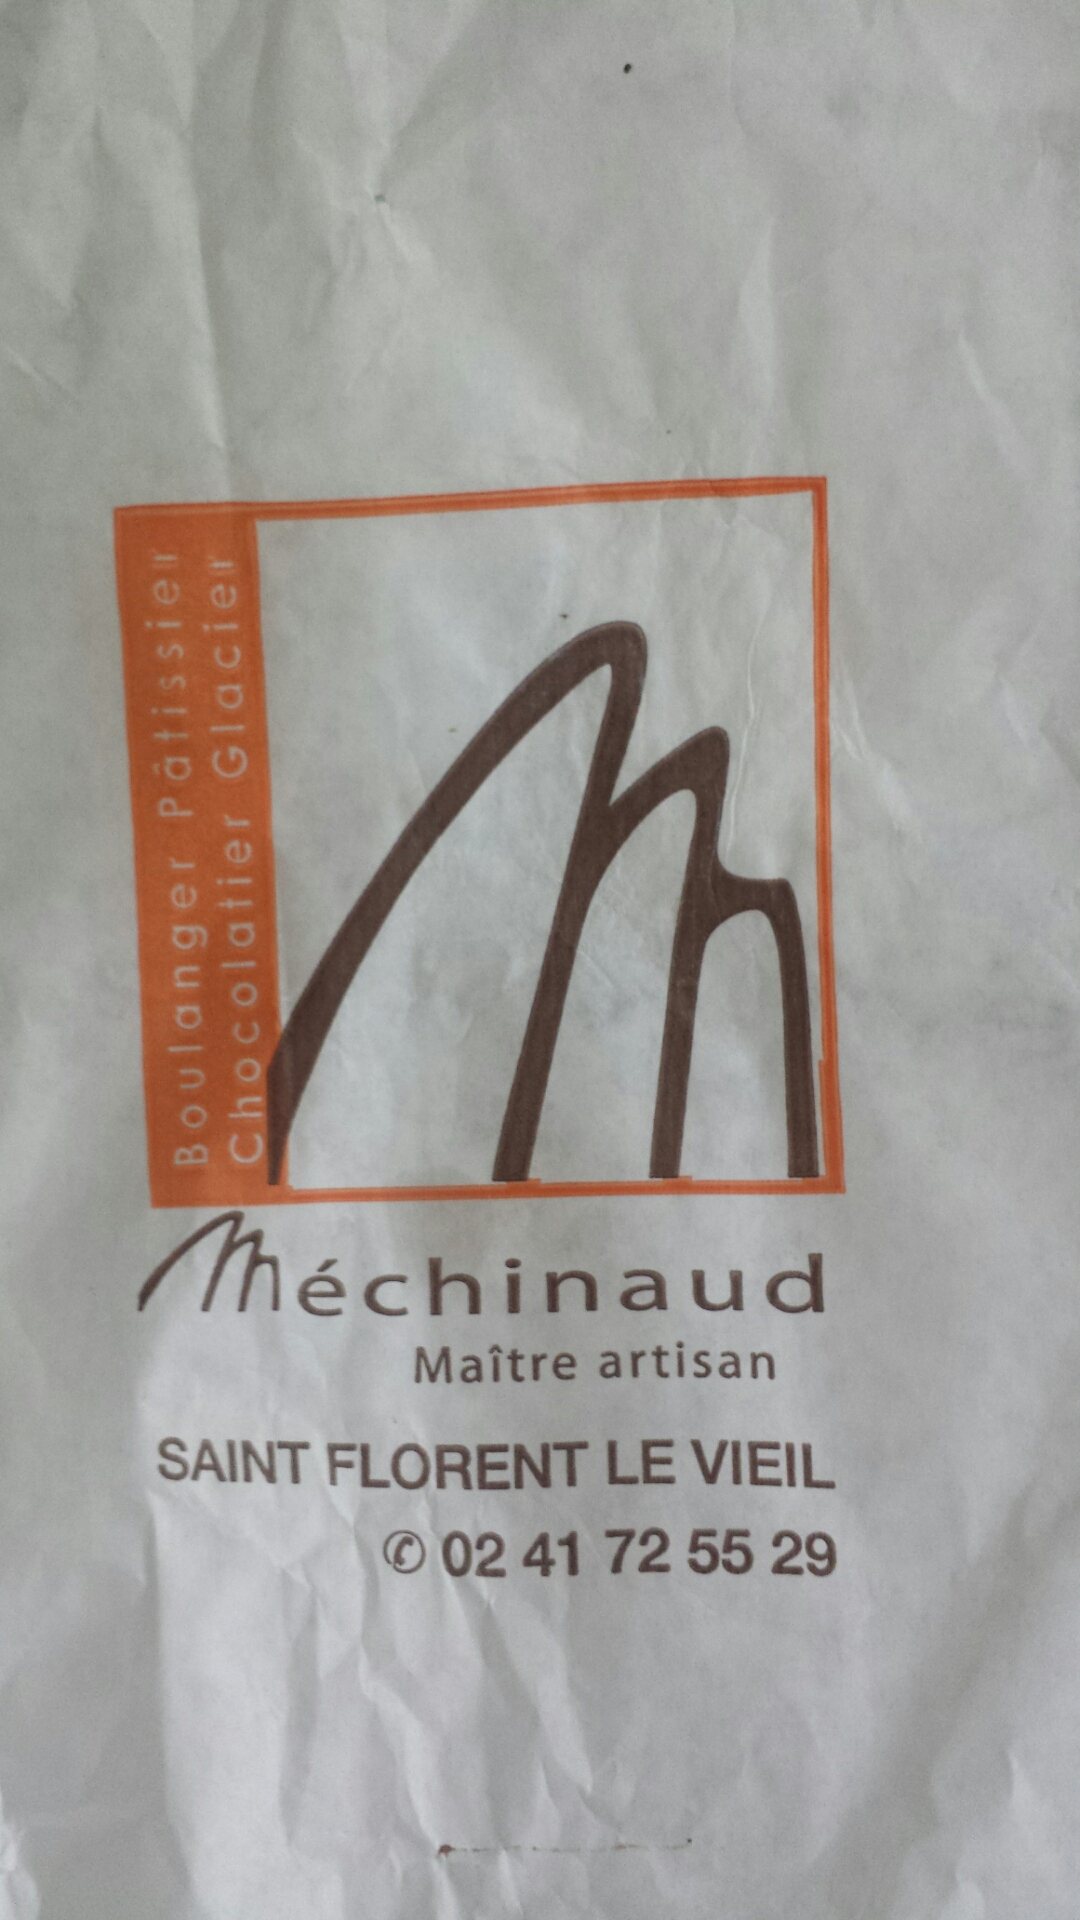 Boulanger Pâtissier
Chocolatier Glacier
m
Méchinaud
Maître artisan
SAINT FLORENT LE VIEIL
✆ 02 41 72 55 29